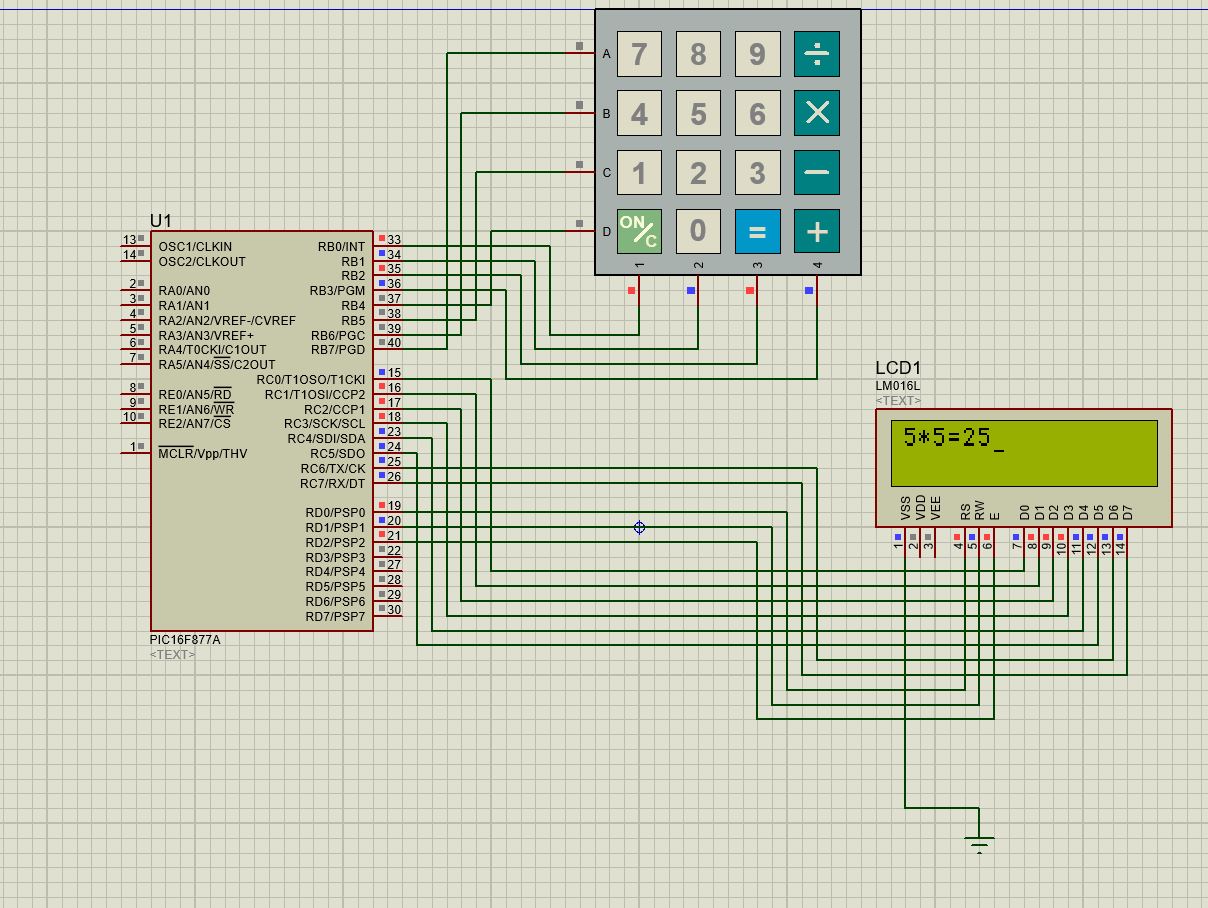 7 8 9 ÷
A
4 5 6 ×
B
1 2 3 −
C
ON/C 0 = +
D
1 2 3 4
U1
13 OSC1/CLKIN
14 OSC2/CLKOUT
2 RA0/AN0
3 RA1/AN1
4 RA2/AN2/VREF-/CVREF
5 RA3/AN3/VREF+
6 RA4/T0CKI/C1OUT
7 RA5/AN4/SS/C2OUT
8 RE0/AN5/RD
9 RE1/AN6/WR
10 RE2/AN7/CS
1 MCLR/Vpp/THV
RB0/INT 33
RB1 34
RB2 35
RB3/PGM 36
RB4 37
RB5 38
RB6/PGC 39
RB7/PGD 40
RC0/T1OSO/T1CKI 15
RC1/T1OSI/CCP2 16
RC2/CCP1 17
RC3/SCK/SCL 18
RC4/SDI/SDA 23
RC5/SDO 24
RC6/TX/CK 25
RC7/RX/DT 26
RD0/PSP0 19
RD1/PSP1 20
RD2/PSP2 21
RD3/PSP3 22
RD4/PSP4 27
RD5/PSP5 28
RD6/PSP6 29
RD7/PSP7 30
PIC16F877A
<TEXT>
LCD1
LM016L
<TEXT>
5*5=25_
VSS VDD VEE RS RW E D0 D1 D2 D3 D4 D5 D6 D7
1 2 3 4 5 6 7 8 9 10 11 12 13 14